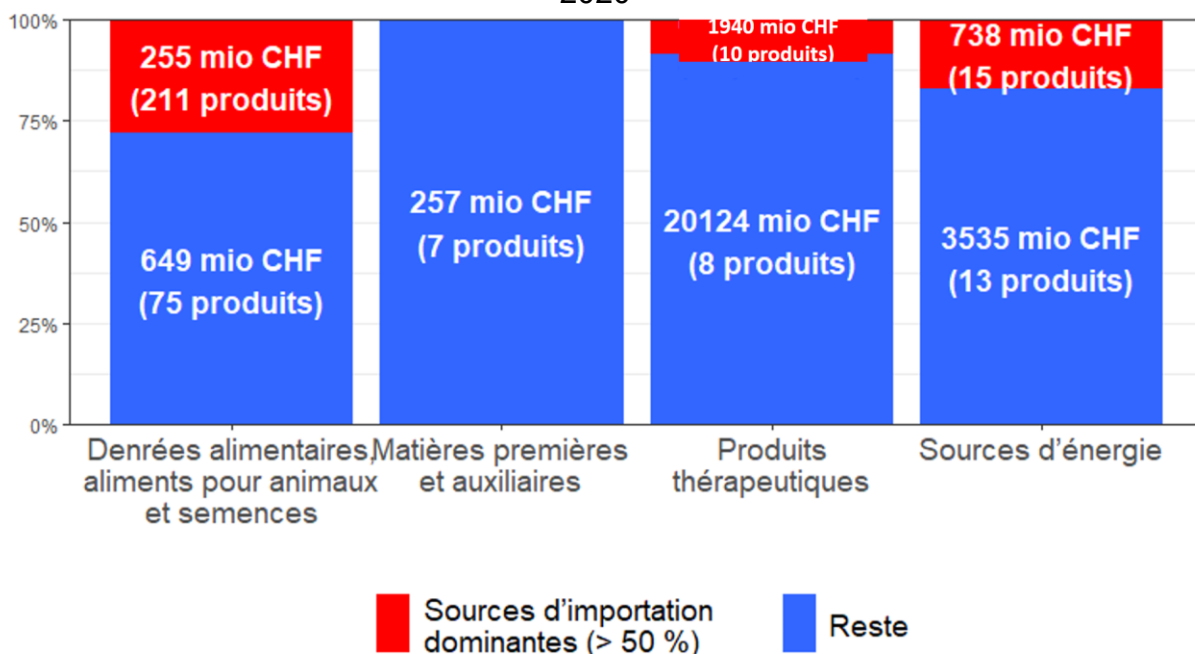 100%
75%
50%
25%
0%
255 mio CHF
(211 produits)
649 mio CHF
(75 produits)
257 mio CHF
(7 produits)
1940 mio CHF
(10 produits)
20124 mio CHF
(8 produits)
738 mio CHF
(15 produits)
3535 mio CHF
(13 produits)
Denrées alimentaires,
aliments pour animaux
et semences
Matières premières
et auxiliaires
Produits
thérapeutiques
Sources d’énergie
Sources d’importation
dominantes (> 50 %)
Reste